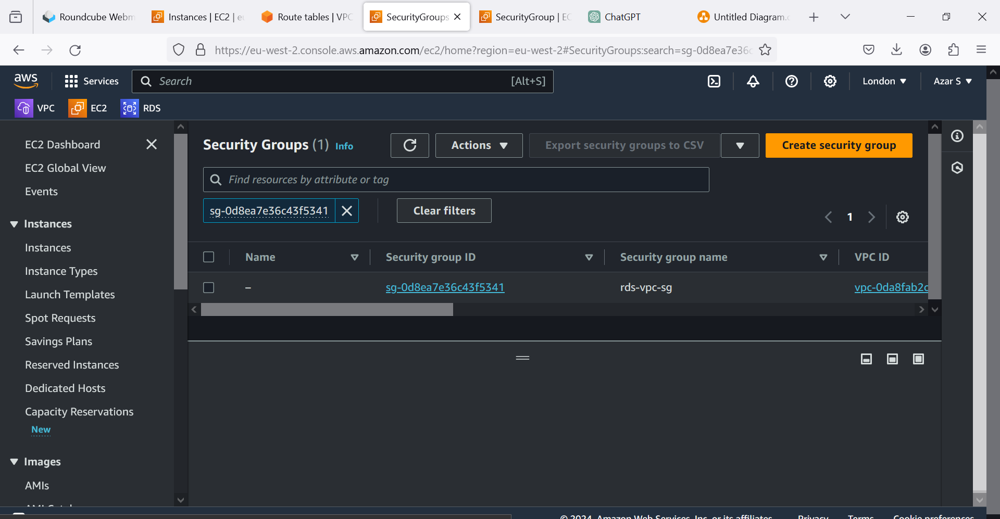 Roundcube Webm
Instances | EC2 | eu
Route tables | VPC
SecurityGroups
SecurityGroup | EC
ChatGPT
Untitled Diagram.
https://eu-west-2.console.aws.amazon.com/ec2/home?region=eu-west-2#SecurityGroups:search=sg-0d8ea7e36c
aws
Services
Search
[Alt+S]
London
Azar S
VPC
EC2
RDS
EC2 Dashboard
EC2 Global View
Events
Instances
Instances
Instance Types
Launch Templates
Spot Requests
Savings Plans
Reserved Instances
Dedicated Hosts
Capacity Reservations
New
Images
AMIs
Security Groups (1) Info
Actions
Export security groups to CSV
Create security group
Find resources by attribute or tag
sg-0d8ea7e36c43f5341
Clear filters
1
Name
Security group ID
Security group name
VPC ID
–
sg-0d8ea7e36c43f5341
rds-vpc-sg
vpc-0da8fab2c
© 2024, Amazon Web Services, Inc. or its affiliates.
Privacy
Terms
Cookie preferences